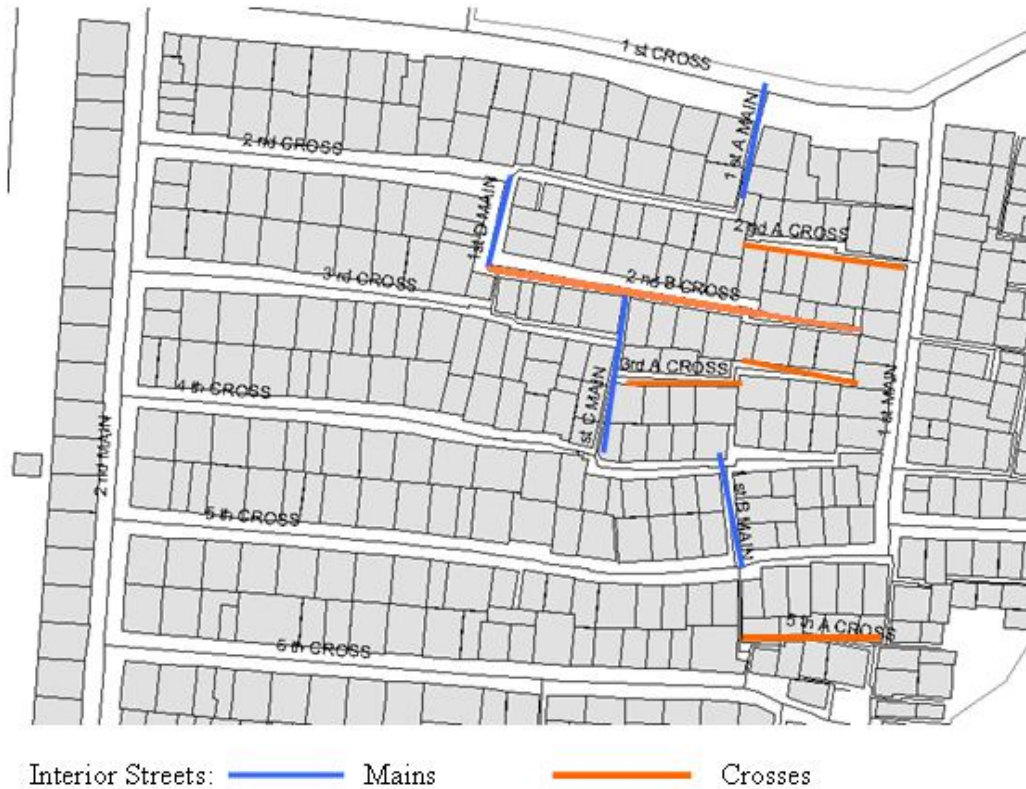 1 st CROSS
1 st A MAIN
2 nd CROSS
1st D MAIN
2 nd A CROSS
2 nd B CROSS
3 rd CROSS
3rd A CROSS
1 st C MAIN
1 st MAIN
4 th CROSS
2 nd MAIN
1 st B MAIN
5 th CROSS
5 th A CROSS
6 th CROSS
Interior Streets: Mains Crosses